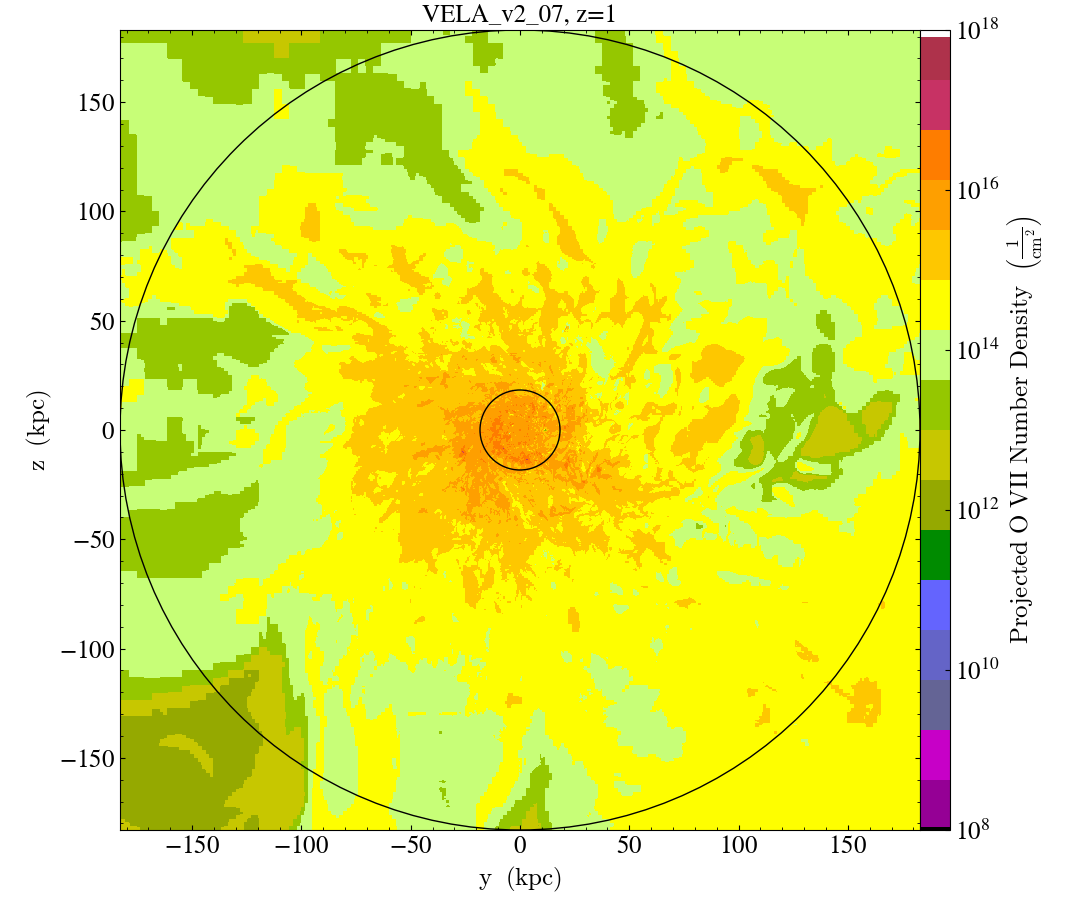 VELA_v2_07, z=1
150
100
50
0
−50
−100
−150
z (kpc)
−150 −100 −50 0 50 100 150
y (kpc)
10^18
10^16
10^14
10^12
10^10
10^8
Projected O VII Number Density (1/cm^2)